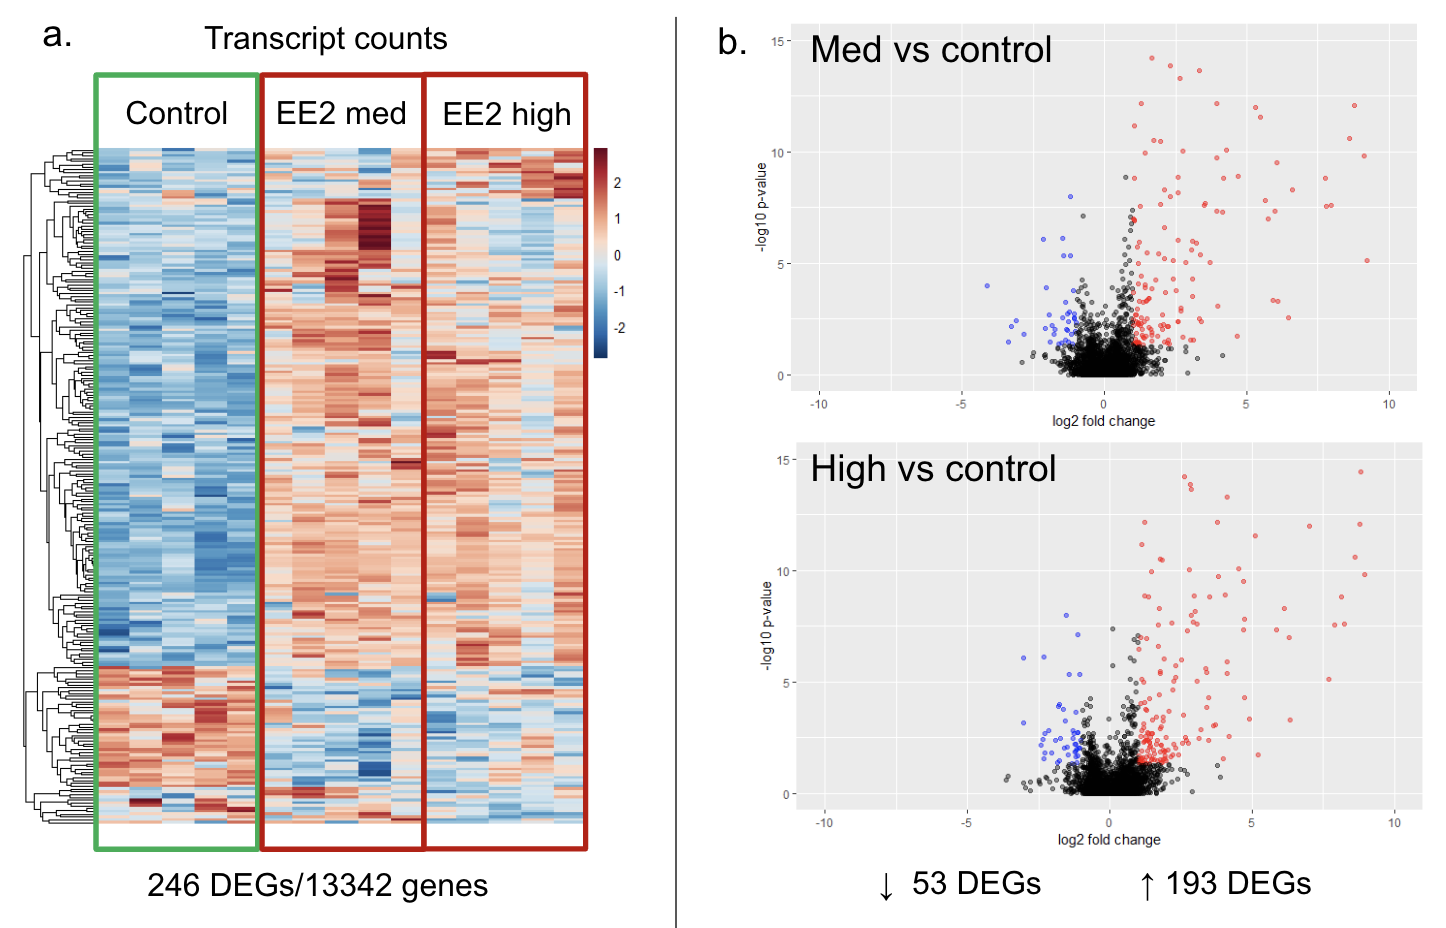 a.
Transcript counts
Control
EE2 med
EE2 high
2
1
0
-1
-2
246 DEGs/13342 genes
b.
Med vs control
15
10
5
0
-log10 p-value
-10
-5
0
5
10
log2 fold change
High vs control
15
10
5
0
-log10 p-value
-10
-5
0
5
10
log2 fold change
↓ 53 DEGs
↑ 193 DEGs